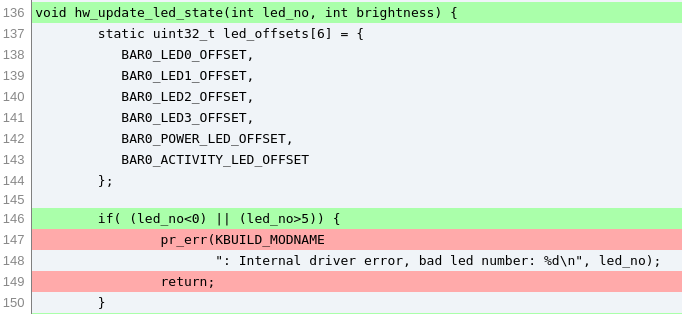 136 void hw_update_led_state(int led_no, int brightness) {
137 static uint32_t led_offsets[6] = {
138 BAR0_LED0_OFFSET,
139 BAR0_LED1_OFFSET,
140 BAR0_LED2_OFFSET,
141 BAR0_LED3_OFFSET,
142 BAR0_POWER_LED_OFFSET,
143 BAR0_ACTIVITY_LED_OFFSET
144 };
145
146 if( (led_no<0) || (led_no>5)) {
147 pr_err(KBUILD_MODNAME
148 ": Internal driver error, bad led number: %d\n", led_no);
149 return;
150 }